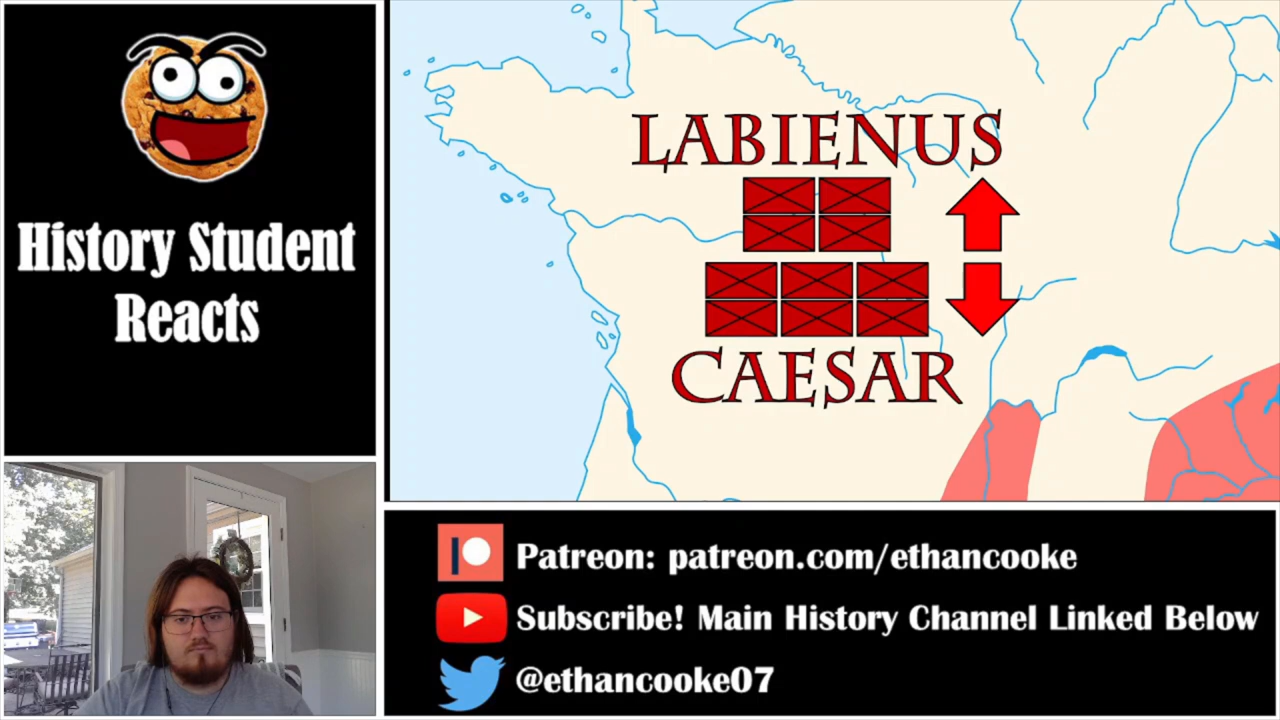 History Student
Reacts
LABIENUS
CAESAR
Patreon: patreon.com/ethancooke
Subscribe! Main History Channel Linked Below
@ethancooke07